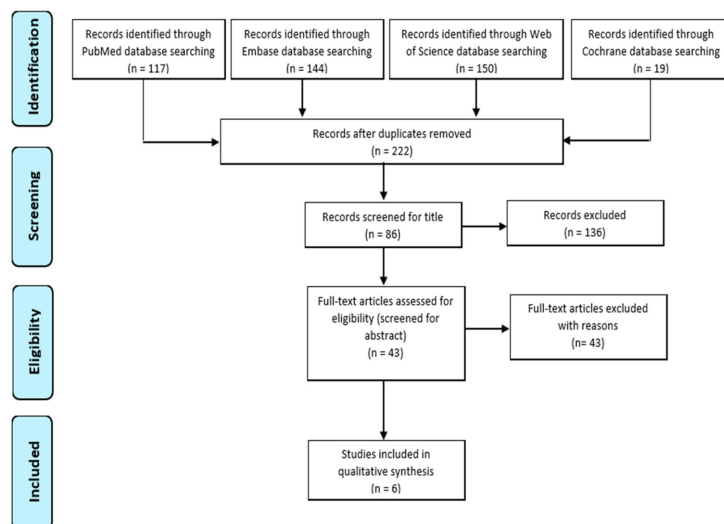 Identification
Records identified through
PubMed database searching
(n = 117)
Records identified through
Embase database searching
(n = 144)
Records identified through Web
of Science database searching
(n = 150)
Records identified through
Cochrane database searching
(n = 19)
Records after duplicates removed
(n = 222)
Screening
Records screened for title
(n = 86)
Records excluded
(n = 136)
Eligibility
Full-text articles assessed for
eligibility (screened for
abstract)
(n = 43)
Full-text articles excluded
with reasons
(n= 43)
Included
Studies included in
qualitative synthesis
(n = 6)